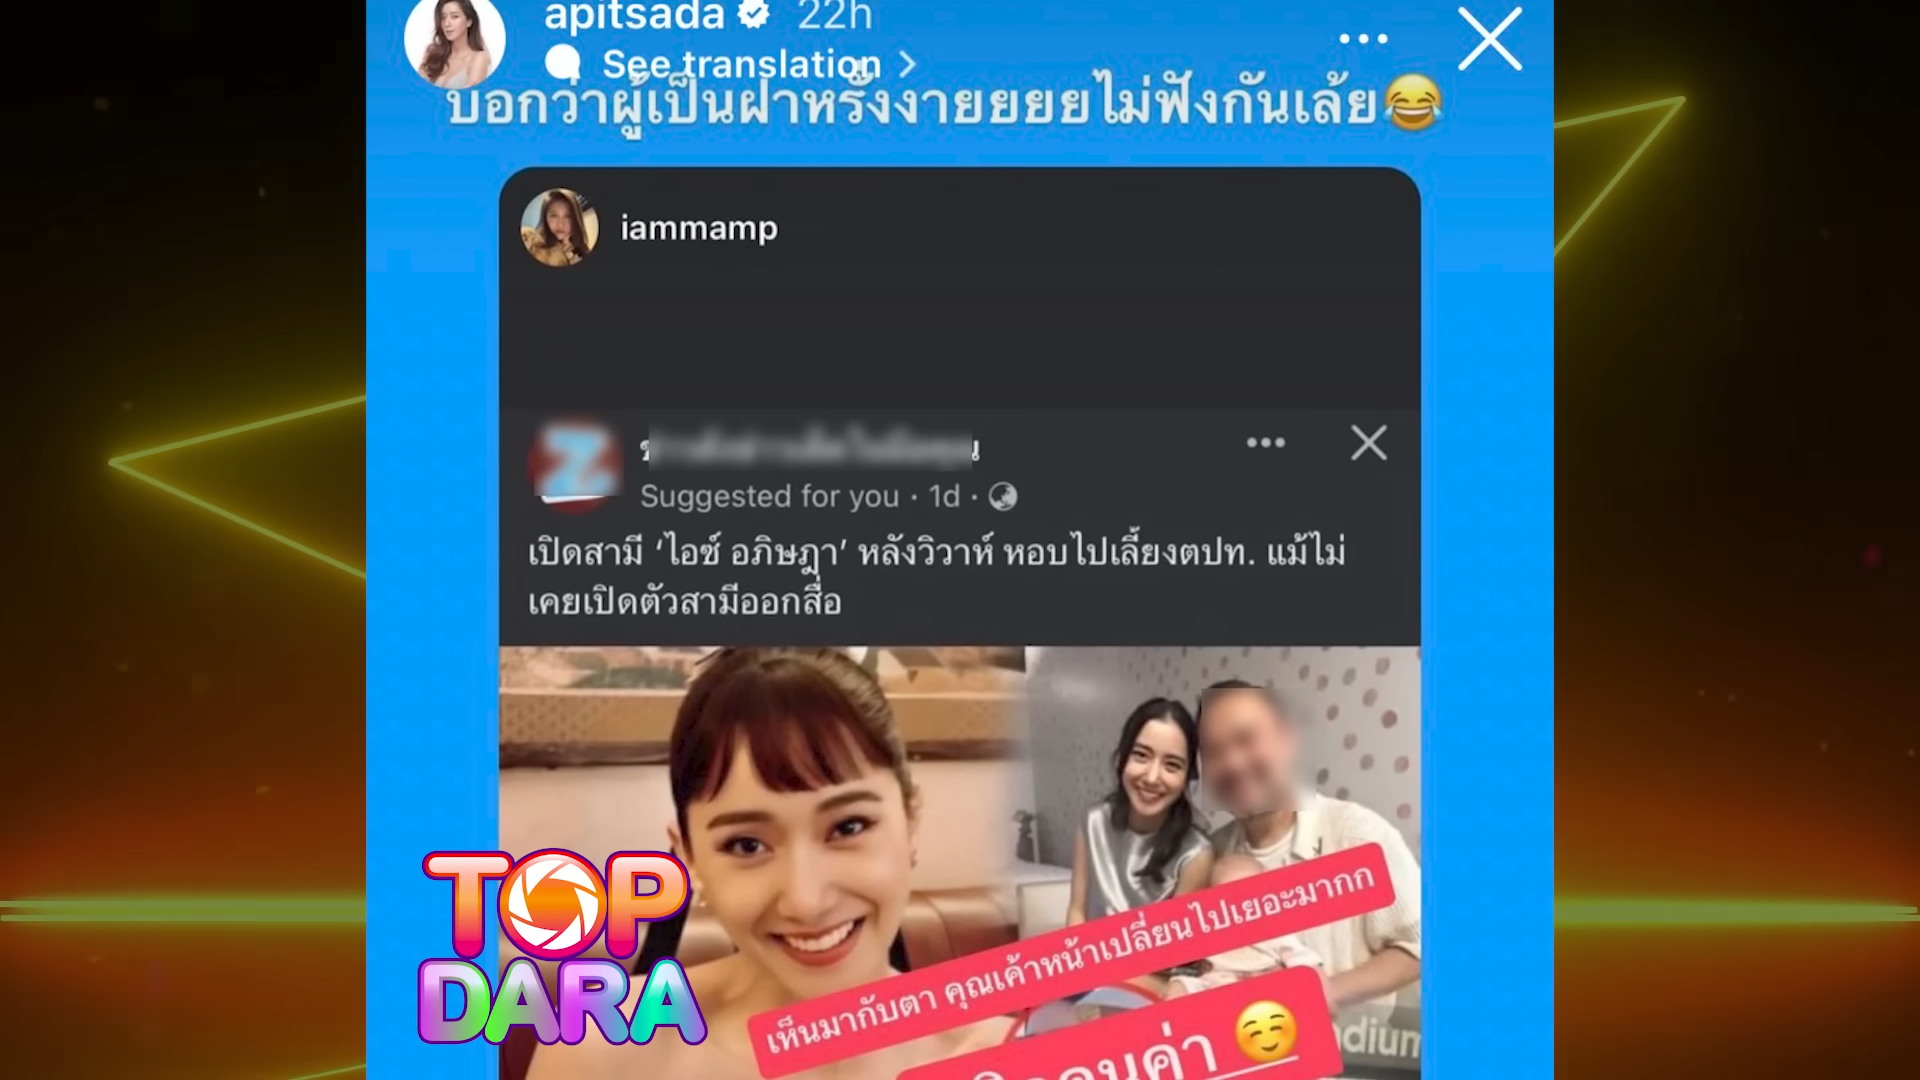 apitsada 22h
See translation
บอกว่าผู้เป็นฝาหรั่งง่ายยยยไม่ฟังกันเล้ย😂
iammamp
Suggested for you · 1d ·
เปิดสามี ‘ไอซ์ อภิษฎา’ หลังวิวาห์ หอบไปเลี้ยงตปท. แม้ไม่
เคยเปิดตัวสามีออกสื่อ
เห็นมากับตา คุณเค้าหน้าเปลี่ยนไปเยอะมากก
คนค่า ☺️
TOP
DARA